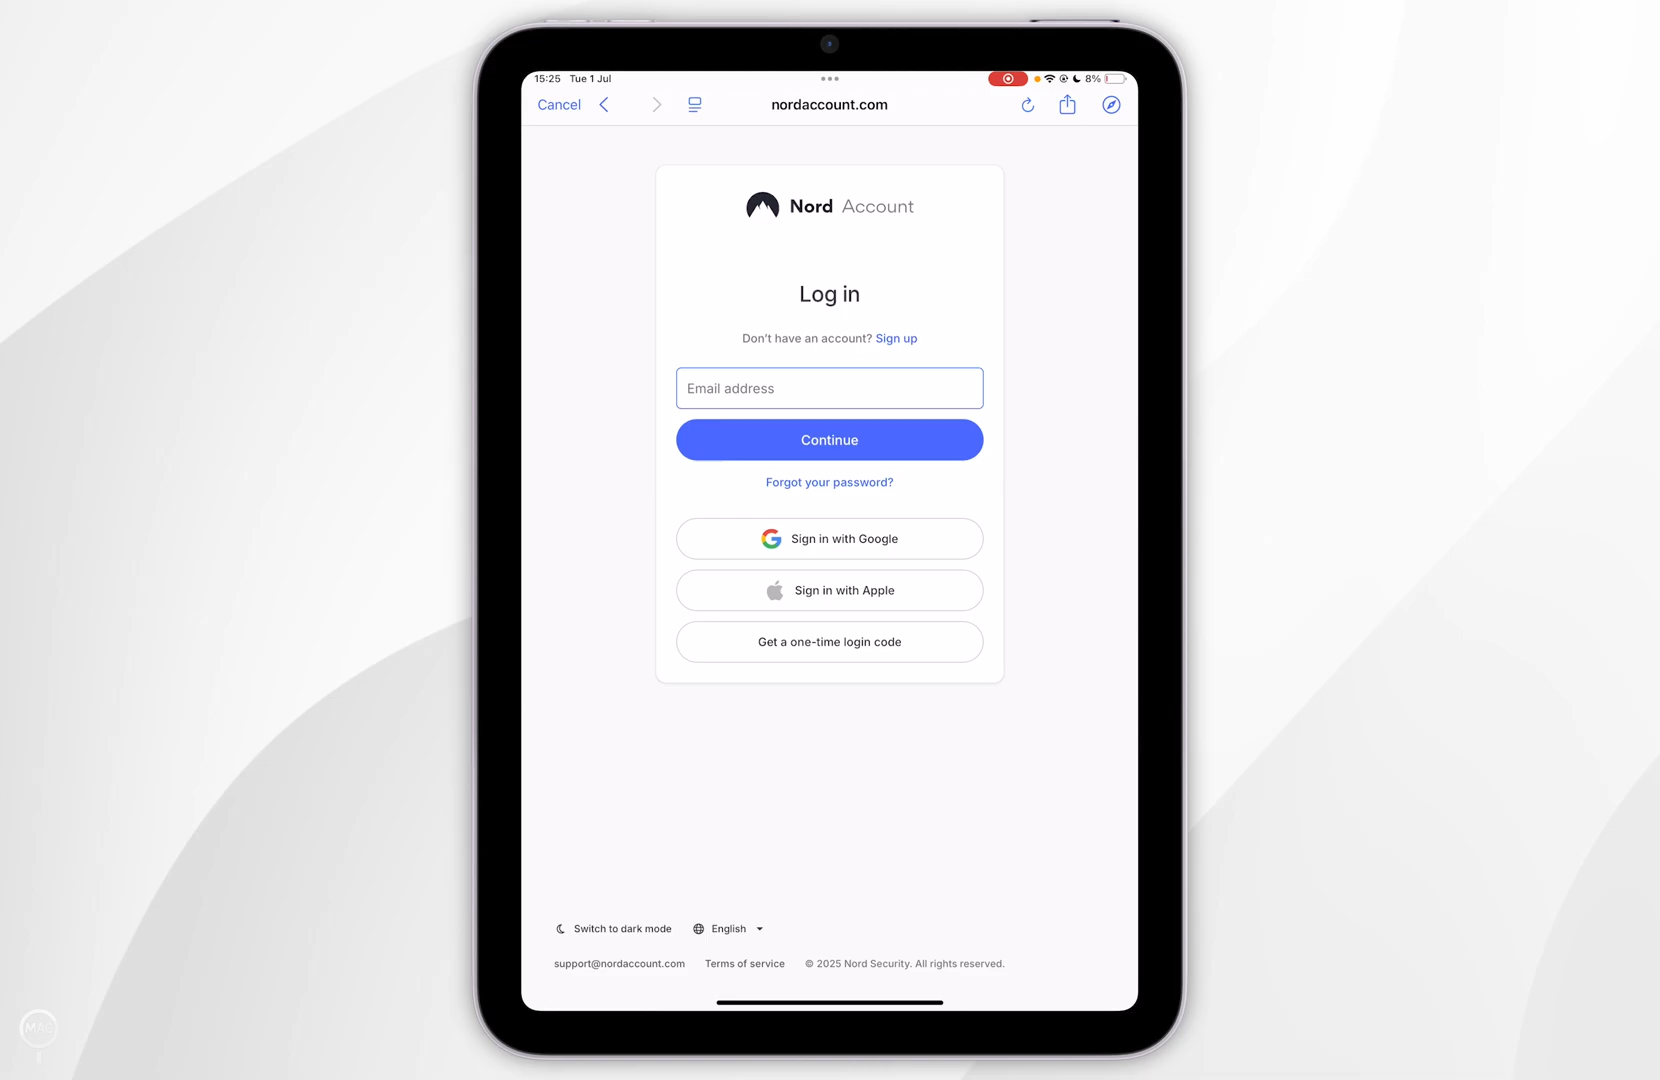 15:25 Tue 1 Jul
8%
Cancel
nordaccount.com
Nord Account
Log in
Don't have an account? Sign up
Email address
Continue
Forgot your password?
Sign in with Google
Sign in with Apple
Get a one-time login code
Switch to dark mode
English
support@nordaccount.com
Terms of service
© 2025 Nord Security. All rights reserved.
MAC